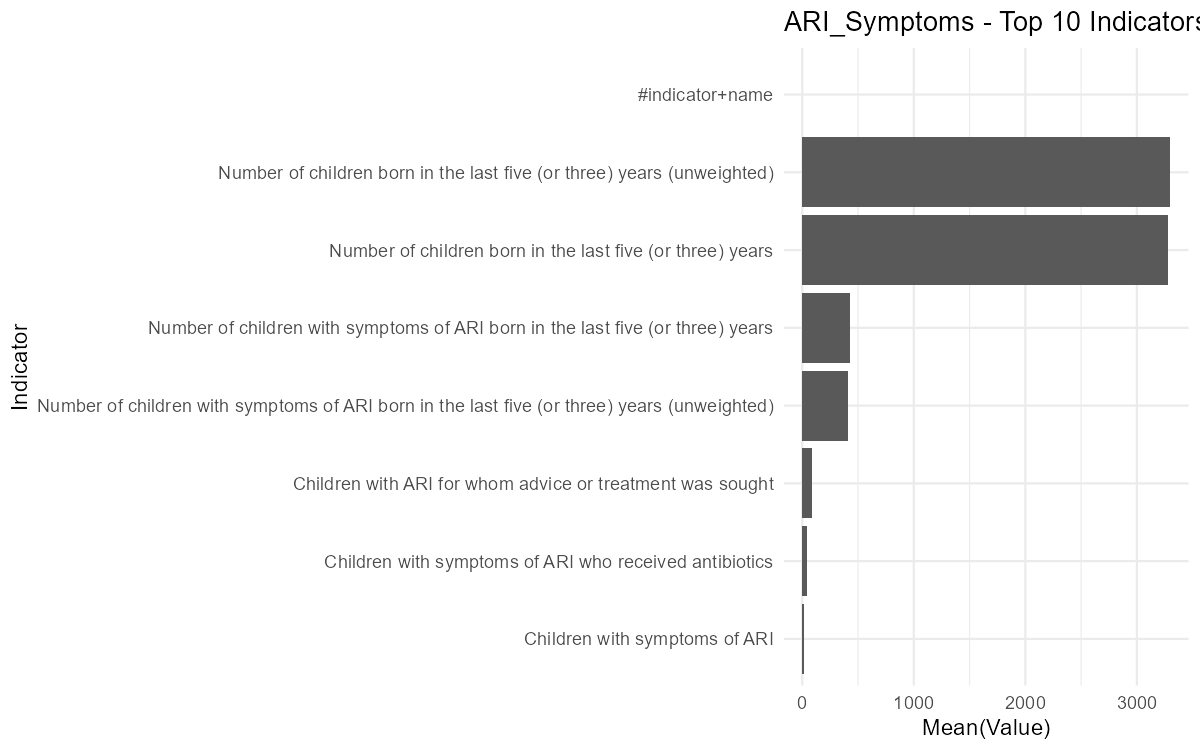 ARI_Symptoms - Top 10 Indicators
#indicator+name
Number of children born in the last five (or three) years (unweighted)
Number of children born in the last five (or three) years
Number of children with symptoms of ARI born in the last five (or three) years
Number of children with symptoms of ARI born in the last five (or three) years (unweighted)
Children with ARI for whom advice or treatment was sought
Children with symptoms of ARI who received antibiotics
Children with symptoms of ARI
Indicator
0 1000 2000 3000
Mean(Value)